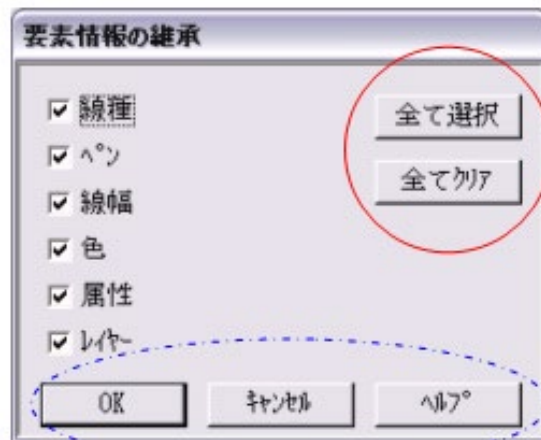 要素情報の継承
線種
全て選択
ﾍﾟﾝ
全てｸﾘｱ
線幅
色
属性
ﾚｲﾔｰ
OK
ｷｬﾝｾﾙ
ﾍﾙﾌﾟ